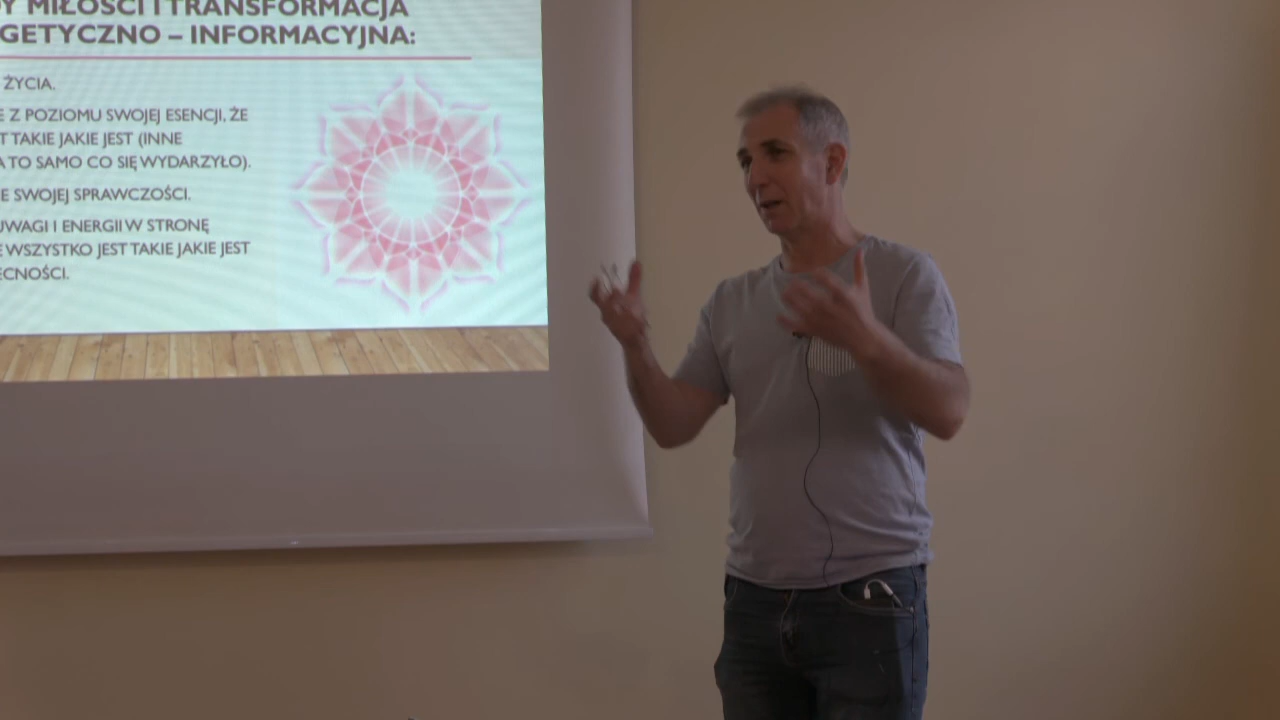 MIŁOŚCI I TRANSFORMACJA
GETYCZNO – INFORMACYJNA:
ŻYCIA.
Z POZIOMU SWOJEJ ESENCJI, ŻE
TAKIE JAKIE JEST (INNE
A TO SAMO CO SIĘ WYDARZYŁO).
E SWOJEJ SPRAWCZOŚCI.
UWAGI I ENERGII W STRONĘ
WSZYSTKO JEST TAKIE JAKIE JEST
ECNOŚCI.